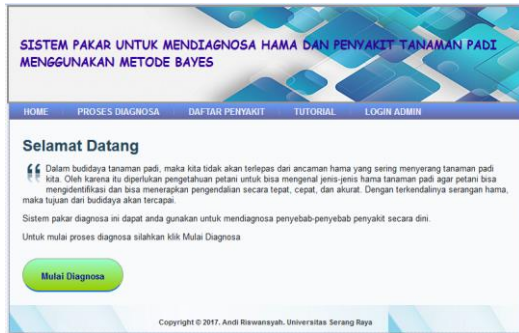 SISTEM PAKAR UNTUK MENDIAGNOSA HAMA DAN PENYAKIT TANAMAN PADI
MENGGUNAKAN METODE BAYES
HOME PROSES DIAGNOSA DAFTAR PENYAKIT TUTORIAL LOGIN ADMIN
Selamat Datang
Dalam budidaya tanaman padi, maka kita tidak akan terlepas dari ancaman hama yang sering menyerang tanaman padi
kita. Oleh karena itu diperlukan pengetahuan petani untuk bisa mengenal jenis-jenis hama tanaman padi agar petani bisa
mengidentifikasi dan bisa menerapkan pengendalian secara tepat, cepat, dan akurat. Dengan terkendalinya serangan hama,
maka tujuan dari budidaya akan tercapai.
Sistem pakar diagnosa ini dapat anda gunakan untuk mendiagnosa penyebab-penyebab penyakit secara dini.
Untuk mulai proses diagnosa silahkan klik Mulai Diagnosa
Mulai Diagnosa
Copyright © 2017. Andi Riswansyah. Universitas Serang Raya